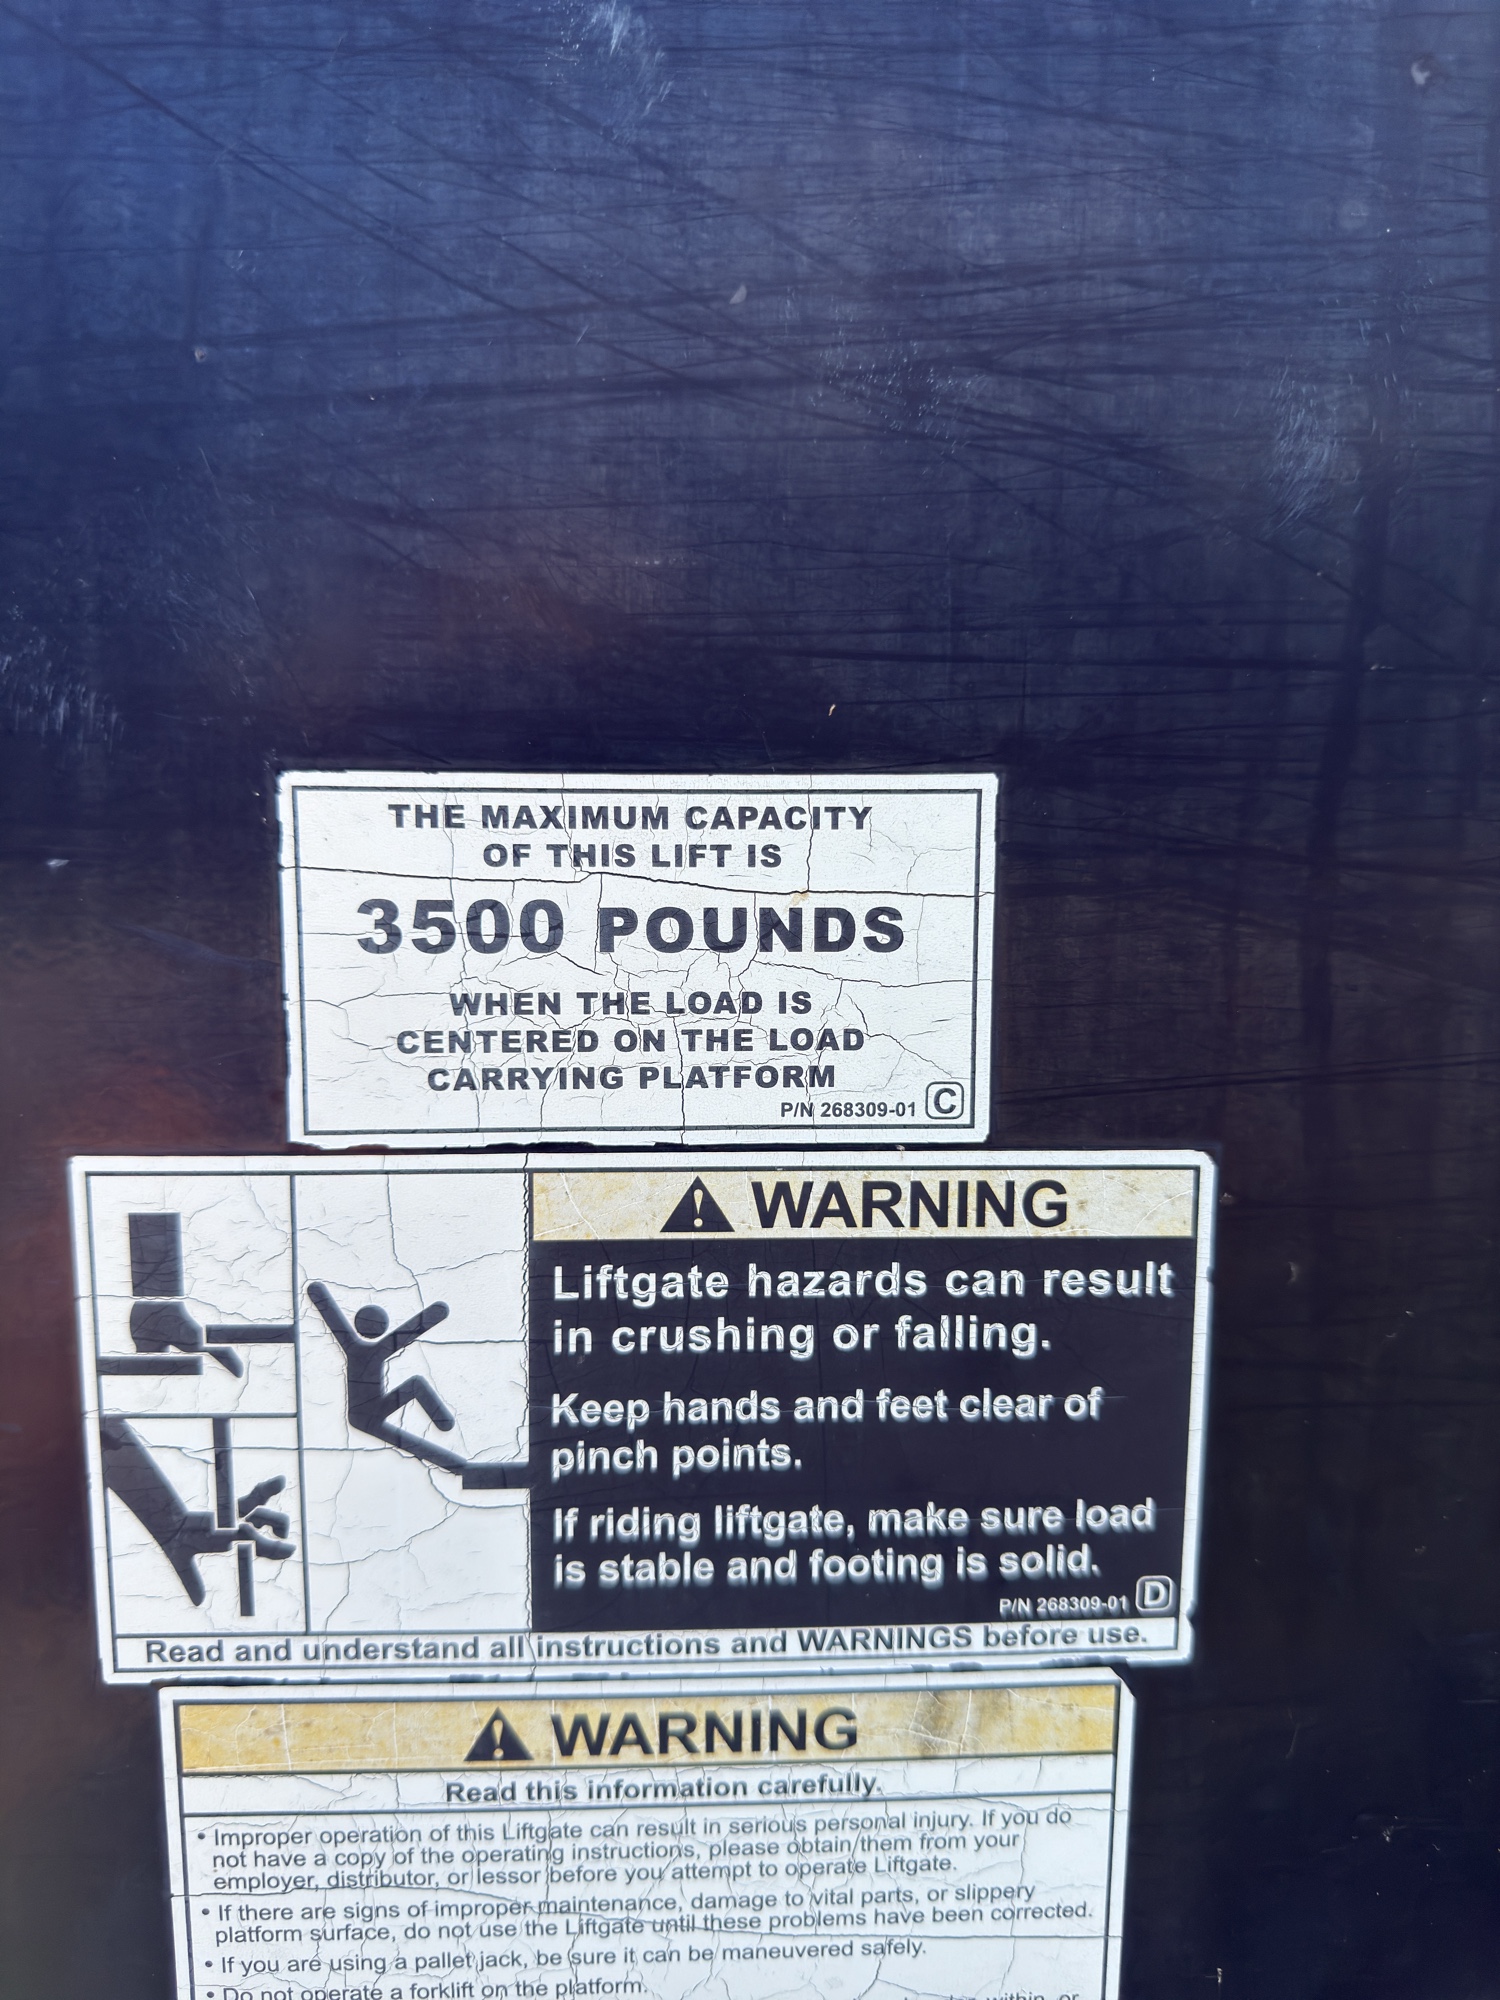 THE MAXIMUM CAPACITY
OF THIS LIFT IS
3500 POUNDS
WHEN THE LOAD IS
CENTERED ON THE LOAD
CARRYING PLATFORM
P/N 268309-01 C
WARNING
Liftgate hazards can result
in crushing or falling.
Keep hands and feet clear of
pinch points.
If riding liftgate, make sure load
is stable and footing is solid.
P/N 268309-01 D
Read and understand all instructions and WARNINGS before use.
WARNING
Read this information carefully.
• Improper operation of this Liftgate can result in serious personal injury. If you do
not have a copy of the operating instructions, please obtain them from your
employer, distributor, or lessor before you attempt to operate Liftgate.
• If there are signs of improper maintenance, damage to vital parts, or slippery
platform surface, do not use the Liftgate until these problems have been corrected.
• If you are using a pallet jack, be sure it can be maneuvered safely.
• Do not operate a forklift on the platform.
within, or